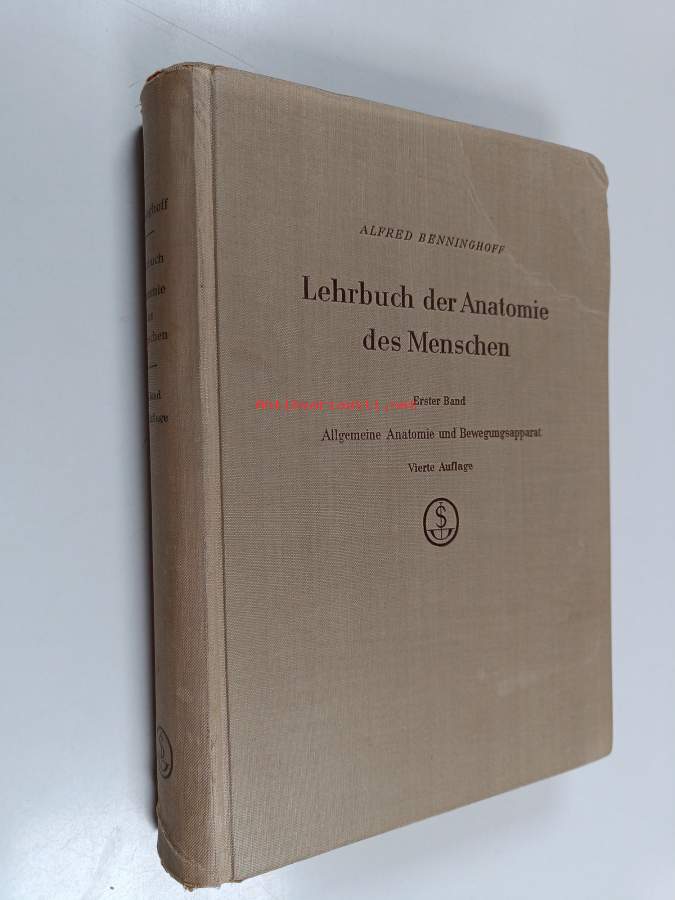 ALFRED BENNINGHOFF
Lehrbuch der Anatomie
des Menschen
Erster Band
Allgemeine Anatomie und Bewegungsapparat
Vierte Auflage